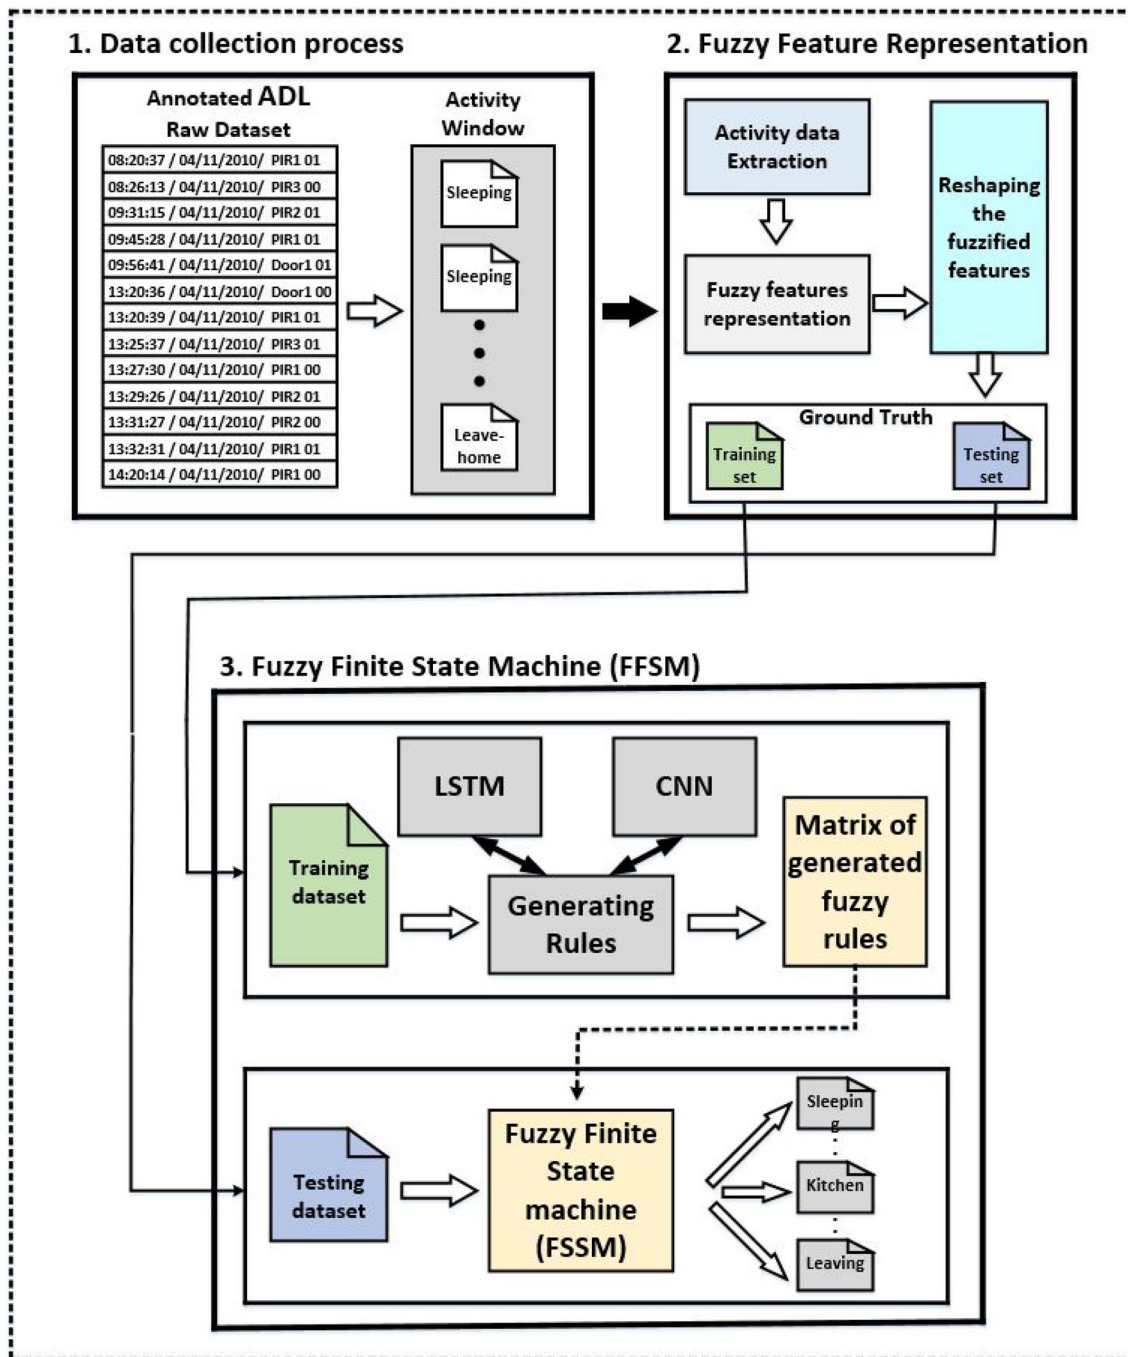 1. Data collection process
Annotated ADL
Raw Dataset
08:20:37 / 04/11/2010/ PIR1 01
08:26:13 / 04/11/2010/ PIR3 00
09:31:15 / 04/11/2010/ PIR2 01
09:45:28 / 04/11/2010/ PIR1 01
09:56:41 / 04/11/2010/ Door1 01
13:20:36 / 04/11/2010/ Door1 00
13:20:39 / 04/11/2010/ PIR1 01
13:25:37 / 04/11/2010/ PIR3 01
13:27:30 / 04/11/2010/ PIR1 00
13:29:26 / 04/11/2010/ PIR2 01
13:31:27 / 04/11/2010/ PIR2 00
13:32:31 / 04/11/2010/ PIR1 01
14:20:14 / 04/11/2010/ PIR1 00
Activity
Window
Sleeping
Sleeping
Leave-
home
2. Fuzzy Feature Representation
Activity data
Extraction
Fuzzy features
representation
Reshaping
the
fuzzified
features
Ground Truth
Training
set
Testing
set
3. Fuzzy Finite State Machine (FFSM)
LSTM
CNN
Training
dataset
Generating
Rules
Matrix of
generated
fuzzy
rules
Testing
dataset
Fuzzy Finite
State
machine
(FSSM)
Sleepin
g
Kitchen
Leaving